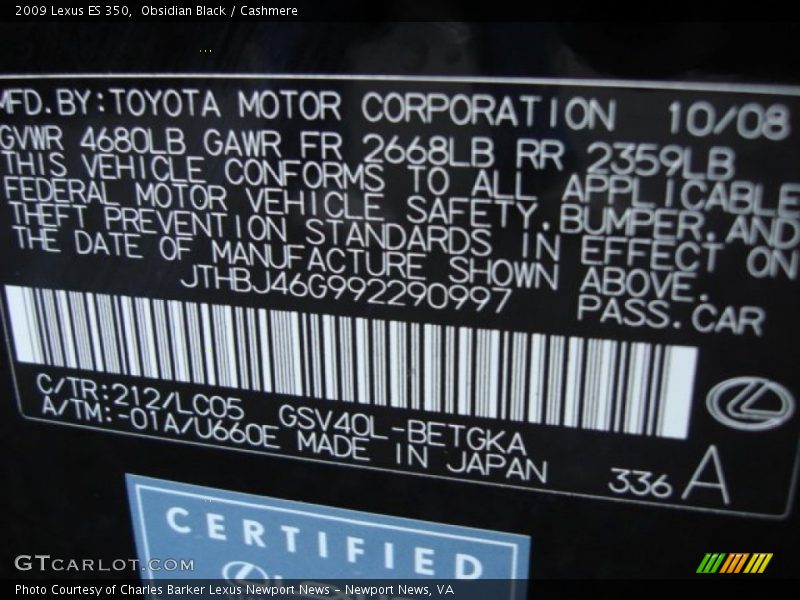 2009 Lexus ES 350, Obsidian Black / Cashmere
MFD.BY:TOYOTA MOTOR CORPORATION 10/08
GVWR 4680LB GAWR FR 2668LB RR 2359LB
THIS VEHICLE CONFORMS TO ALL APPLICABLE
FEDERAL MOTOR VEHICLE SAFETY,BUMPER,AND
THEFT PREVENTION STANDARDS IN EFFECT ON
THE DATE OF MANUFACTURE SHOWN ABOVE.
JTHBJ46G992290997 PASS.CAR
C/TR:212/LC05 GSV40L-BETGKA
A/TM:-01A/U660E MADE IN JAPAN 336 A
CERTIFIED
GTCARLOT.COM
Photo Courtesy of Charles Barker Lexus Newport News - Newport News, VA